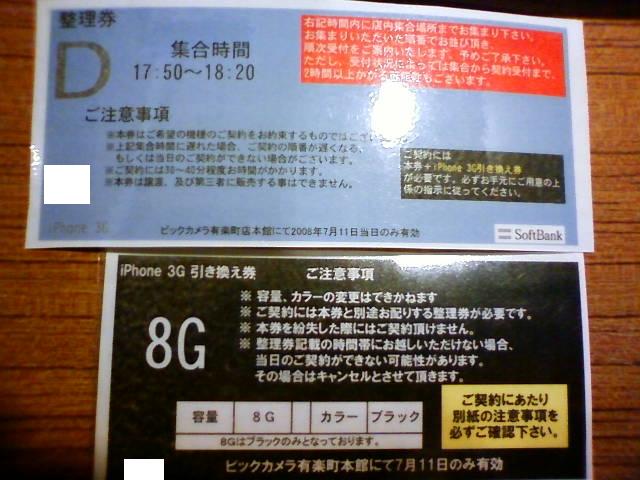 整理券
D
集合時間
17:50～18:20
右記時間内に店内集合場所までお集まり下さい。
お集まりいただいた順番でお並び頂き、
順次受付をご案内いたします。予めご了承下さい。
ただし、受付状況によっては集合から契約受付まで、
2時間以上かかる可能性もございます。
ご注意事項
※本券はご希望の機種のご契約をお約束するものではござい
※上記集合時間に遅れた場合、ご契約の順番が遅くなる、
もしくは当日のご契約ができない場合がございます。
※ご契約には30～40分程度お時間がかかります。
※本券は譲渡、及び第三者に販売する事はできません。
ご契約には
本券＋iPhone 3G引き換え券
が必要です。必ずお手元にご用意の上
係の指示に従ってください。
iPhone 3G
ビックカメラ有楽町店本館にて2008年7月11日当日のみ有効
SoftBank
iPhone 3G 引き換え券
ご注意事項
8G
※ 容量、カラーの変更はできかねます
※ ご契約には本券と別途お配りする整理券が必要です。
※ 本券を紛失した際にはご契約頂けません。
※ 整理券記載の時間帯にお越しいただけない場合、
当日のご契約ができない可能性があります。
その場合はキャンセルとさせて頂きます。
容量 8G カラー ブラック
8Gはブラックのみとなっております。
ご契約にあたり
別紙の注意事項を
必ずご確認下さい。
ビックカメラ有楽町本館にて7月11日のみ有効